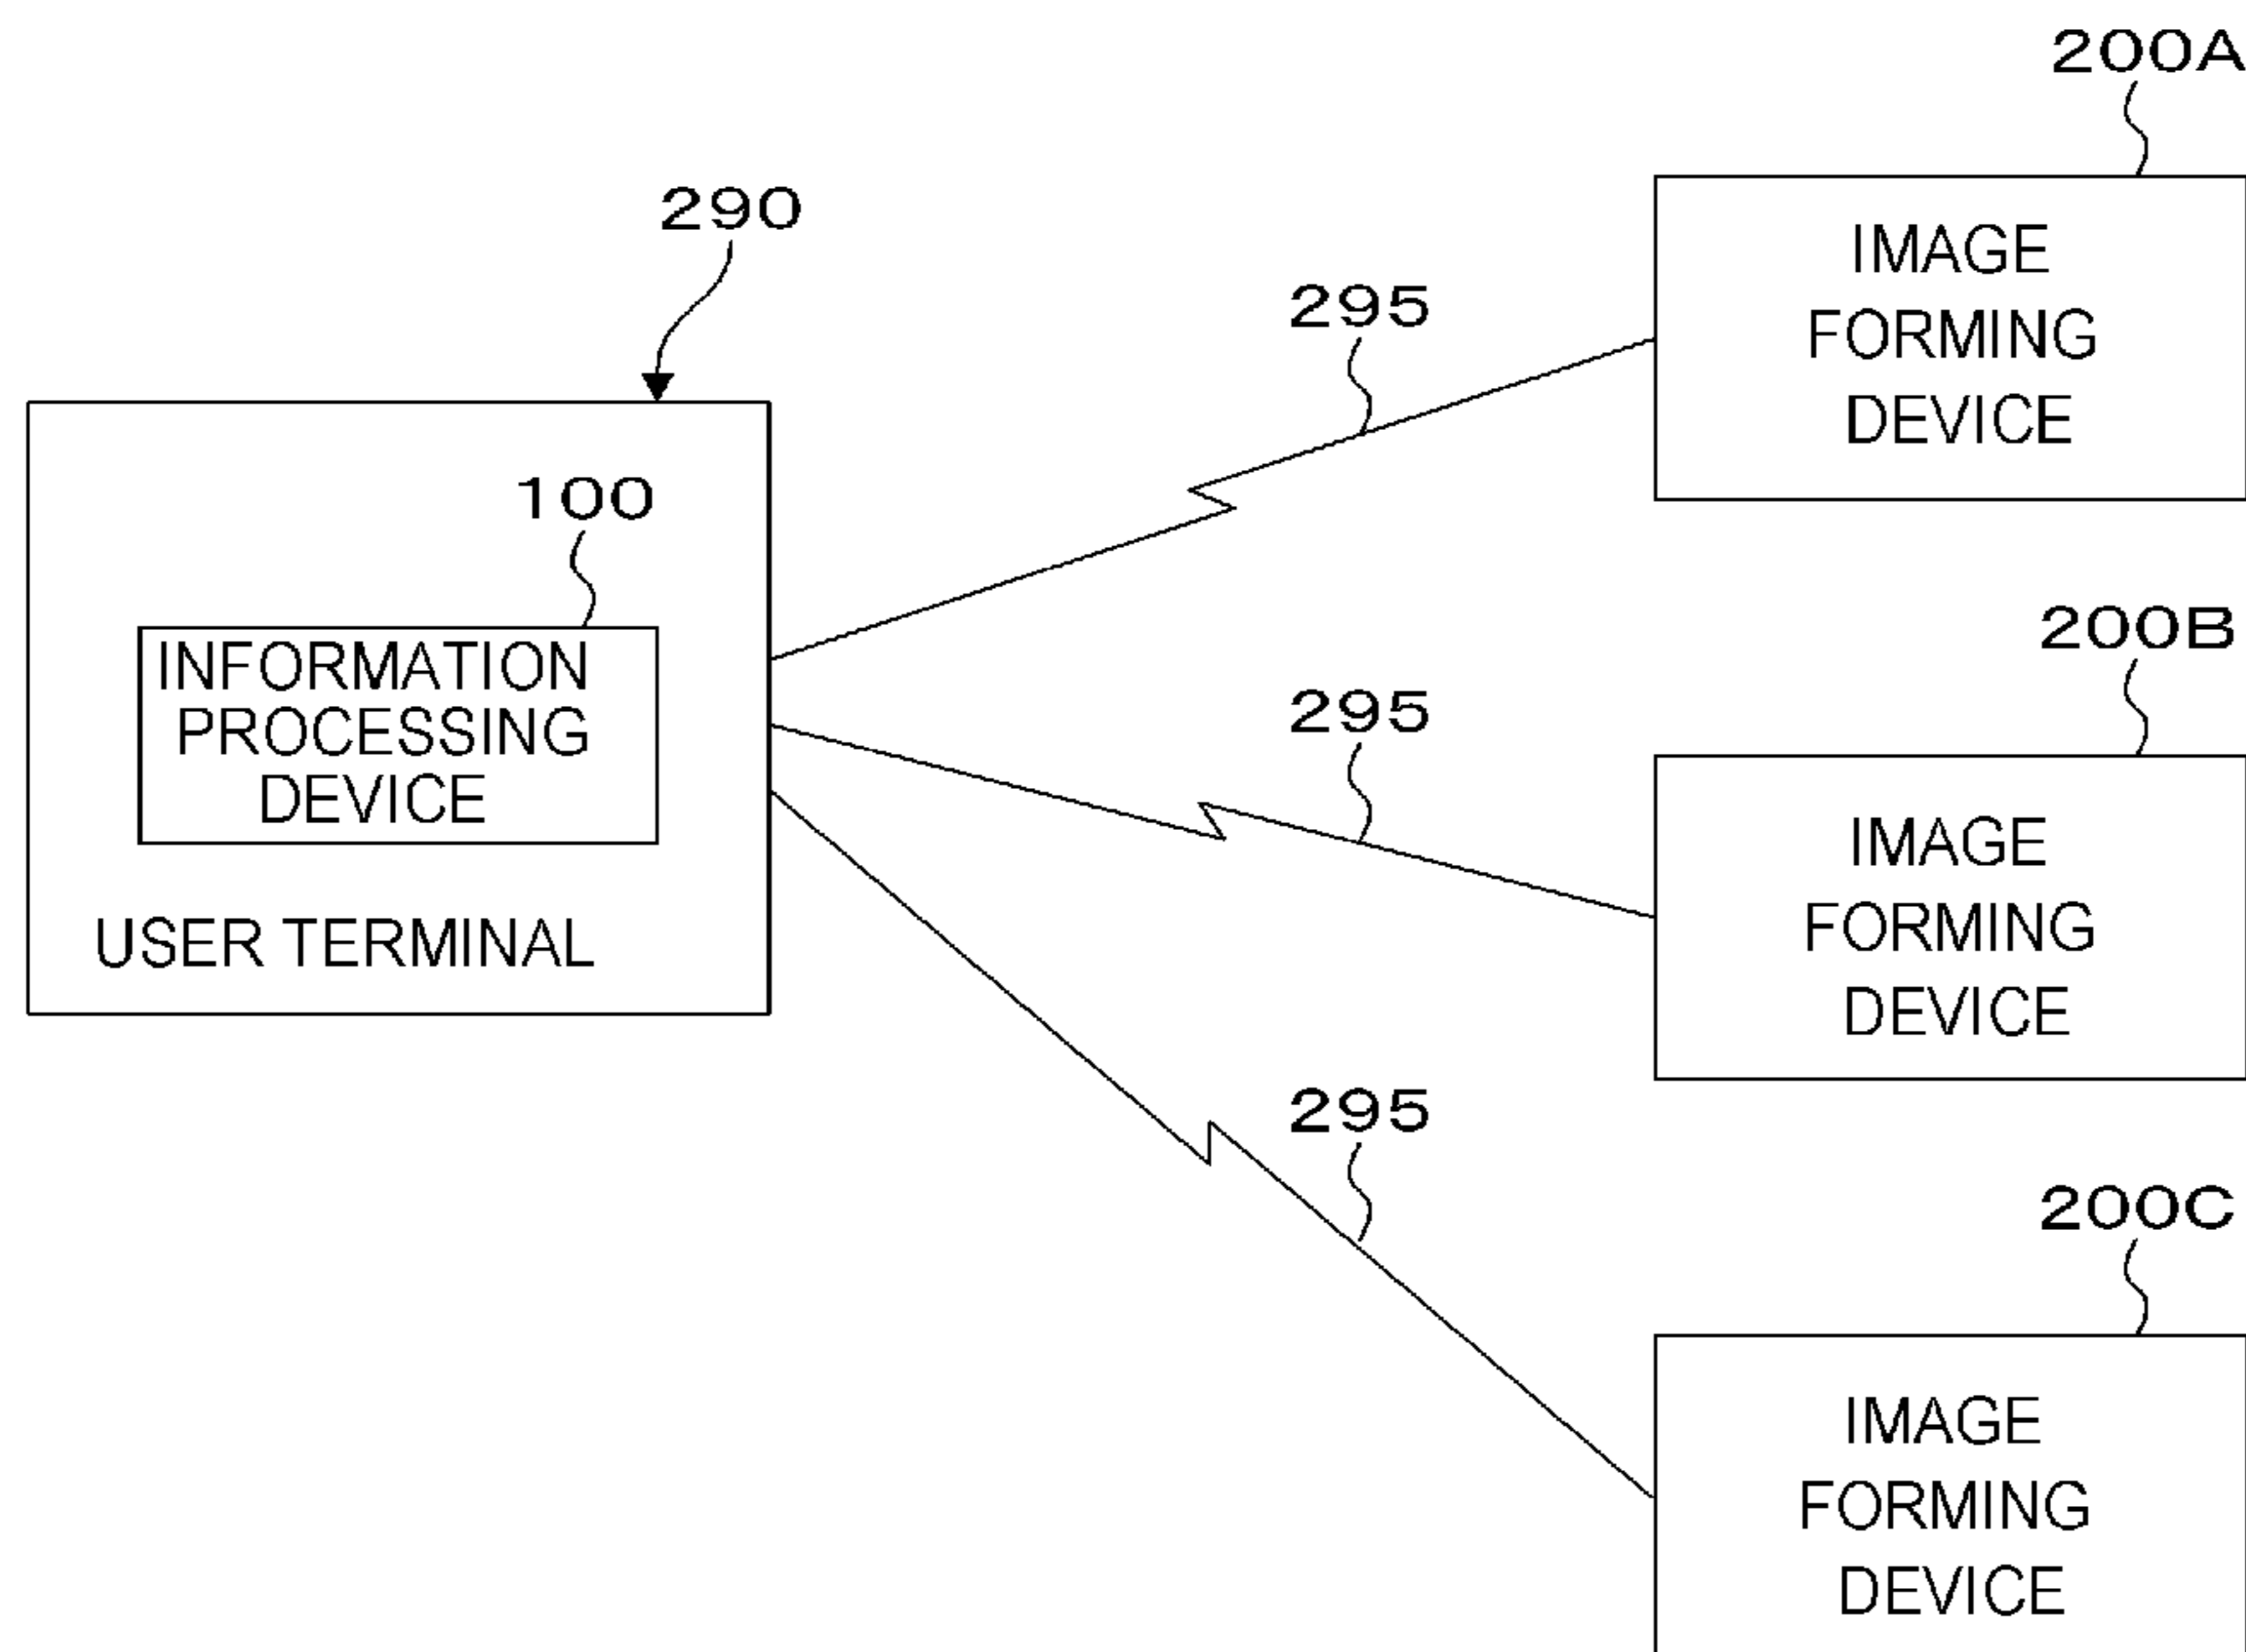 290
100
INFORMATION
PROCESSING
DEVICE
USER TERMINAL
295
295
295
200A
IMAGE
FORMING
DEVICE
200B
IMAGE
FORMING
DEVICE
200C
IMAGE
FORMING
DEVICE